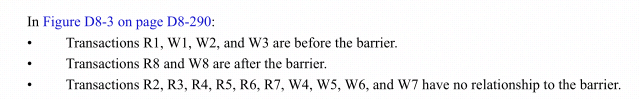 In Figure D8-3 on page D8-290:
• Transactions R1, W1, W2, and W3 are before the barrier.
• Transactions R8 and W8 are after the barrier.
• Transactions R2, R3, R4, R5, R6, R7, W4, W5, W6, and W7 have no relationship to the barrier.